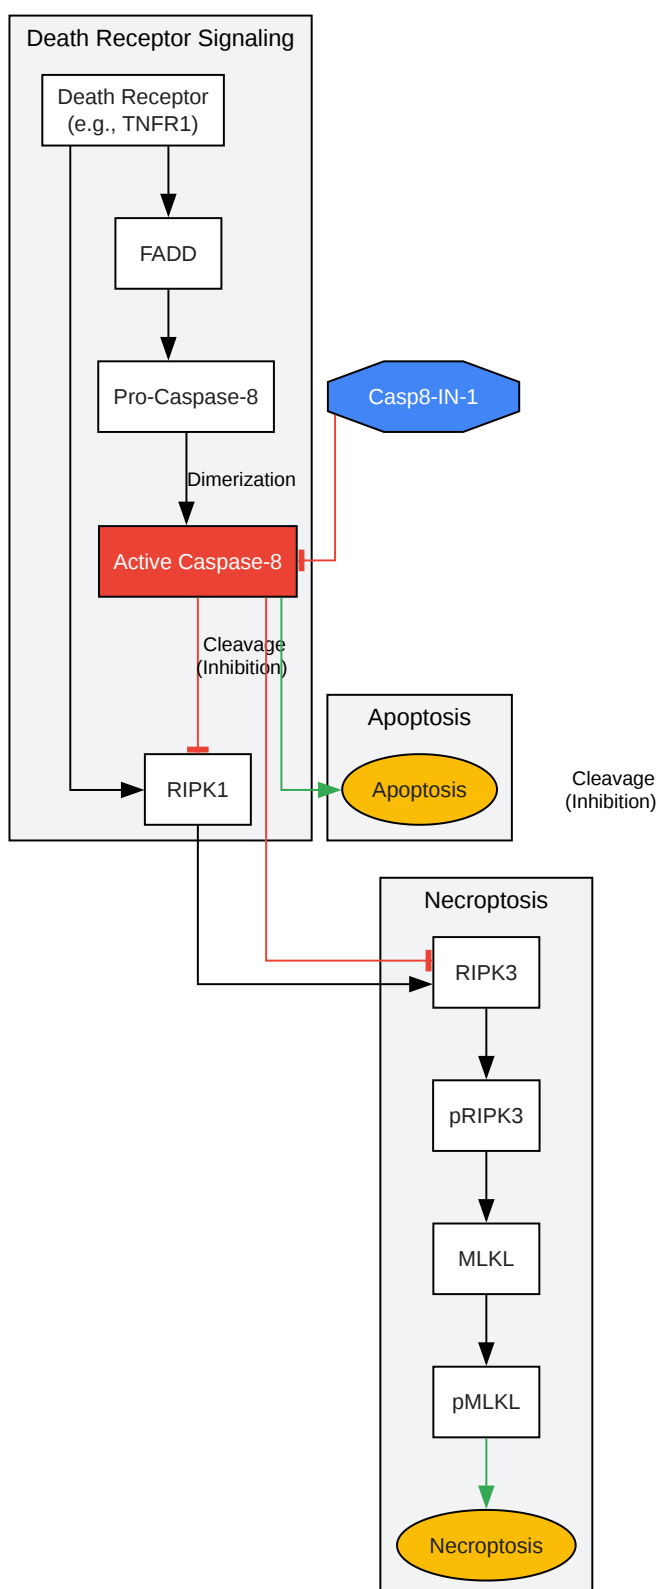 Death Receptor Signaling
Death Receptor
(e.g., TNFR1)
FADD
Pro-Caspase-8
Casp8-IN-1
Dimerization
Active Caspase-8
Cleavage
(Inhibition)
Apoptosis
RIPK1
Apoptosis
Cleavage
(Inhibition)
Necroptosis
RIPK3
pRIPK3
MLKL
pMLKL
Necroptosis